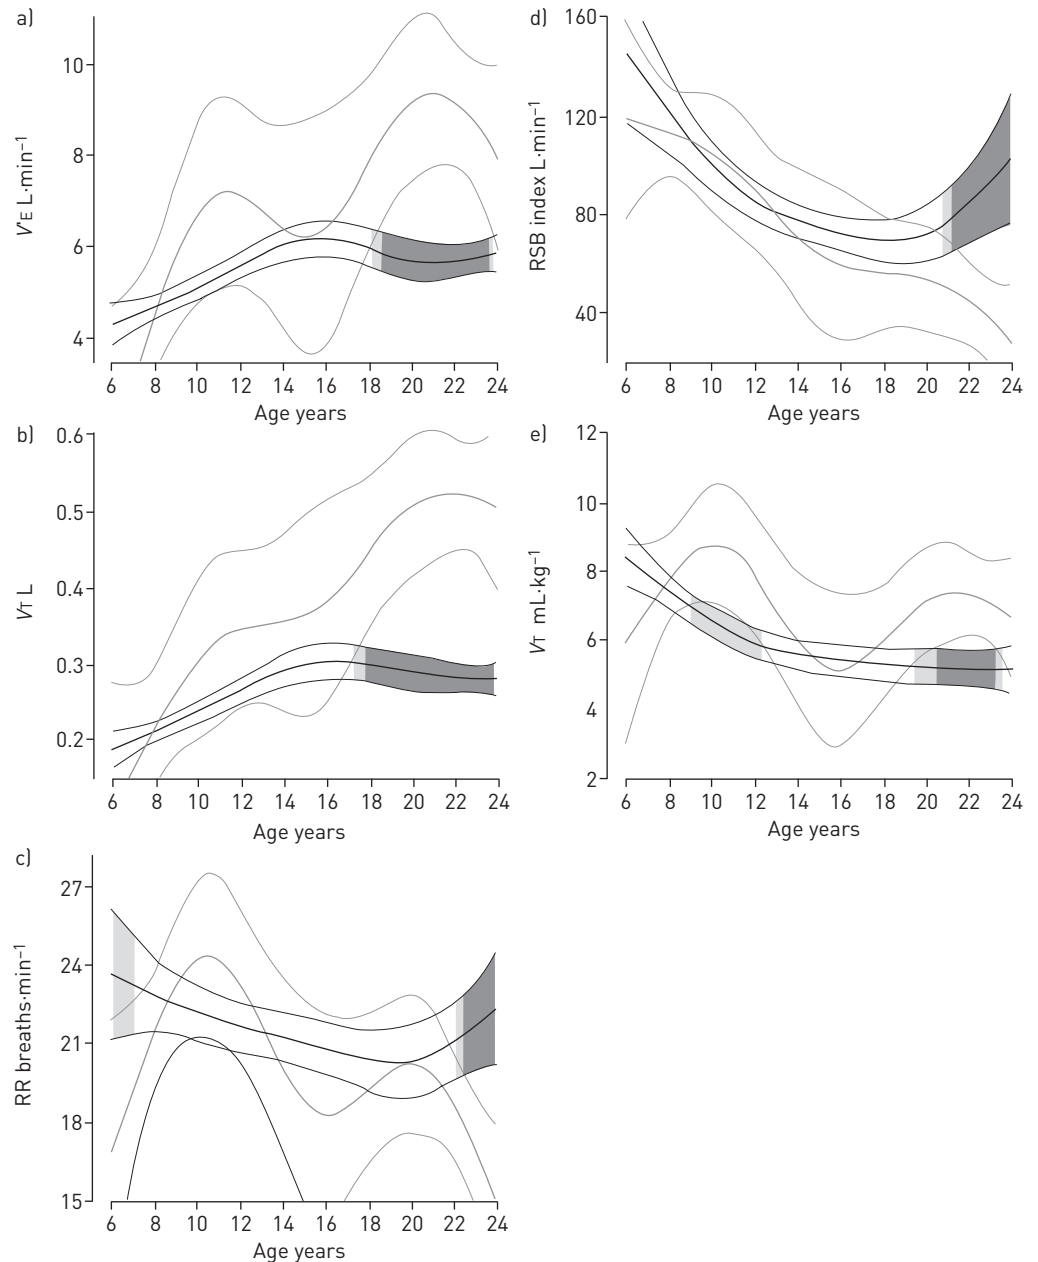 a)
10
8
6
4
V'E L·min⁻¹
6 8 10 12 14 16 18 20 22 24
Age years
b)
0.6
0.5
0.4
0.3
0.2
VT L
6 8 10 12 14 16 18 20 22 24
Age years
c)
27
24
21
18
15
RR breaths·min⁻¹
6 8 10 12 14 16 18 20 22 24
Age years
d)
160
120
80
40
RSB index L·min⁻¹
6 8 10 12 14 16 18 20 22 24
Age years
e)
12
10
8
6
4
2
VT mL·kg⁻¹
6 8 10 12 14 16 18 20 22 24
Age years